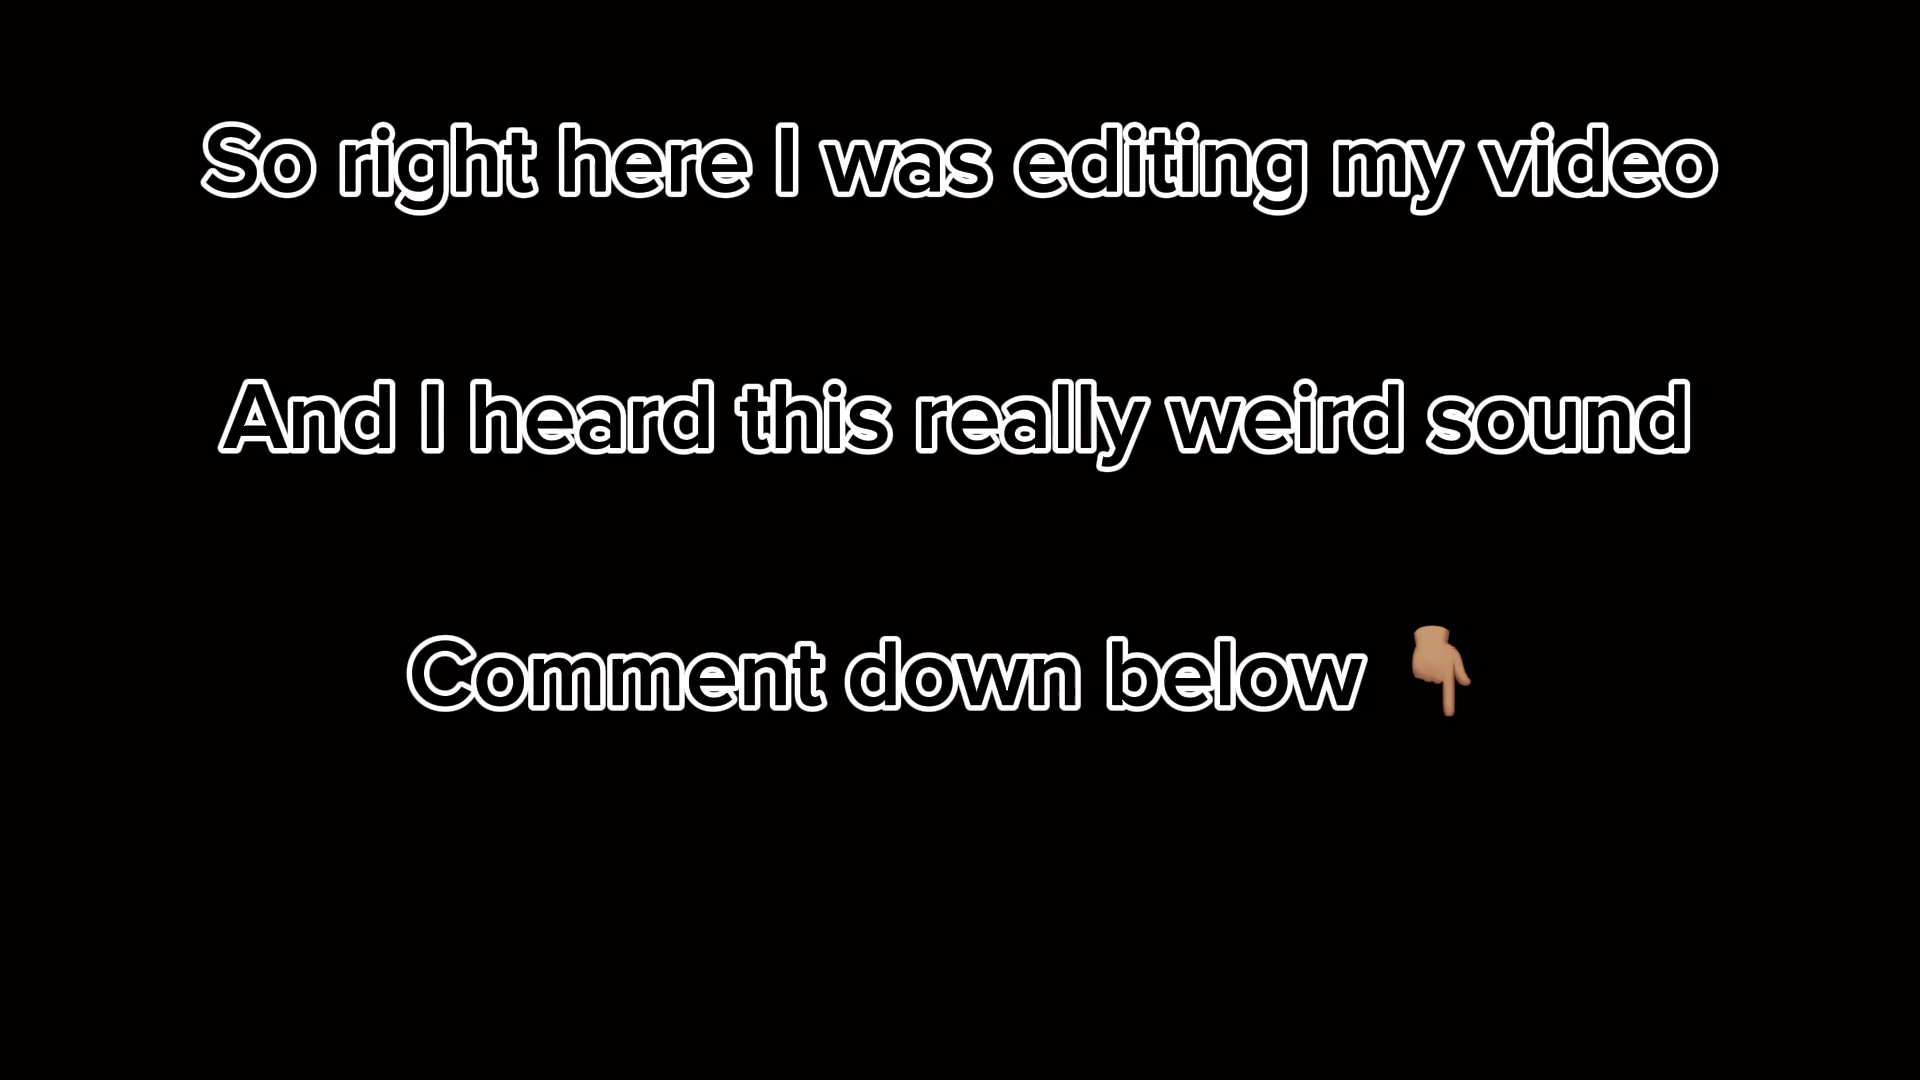 So right here I was editing my video
And I heard this really weird sound
Comment down below 👇🏽